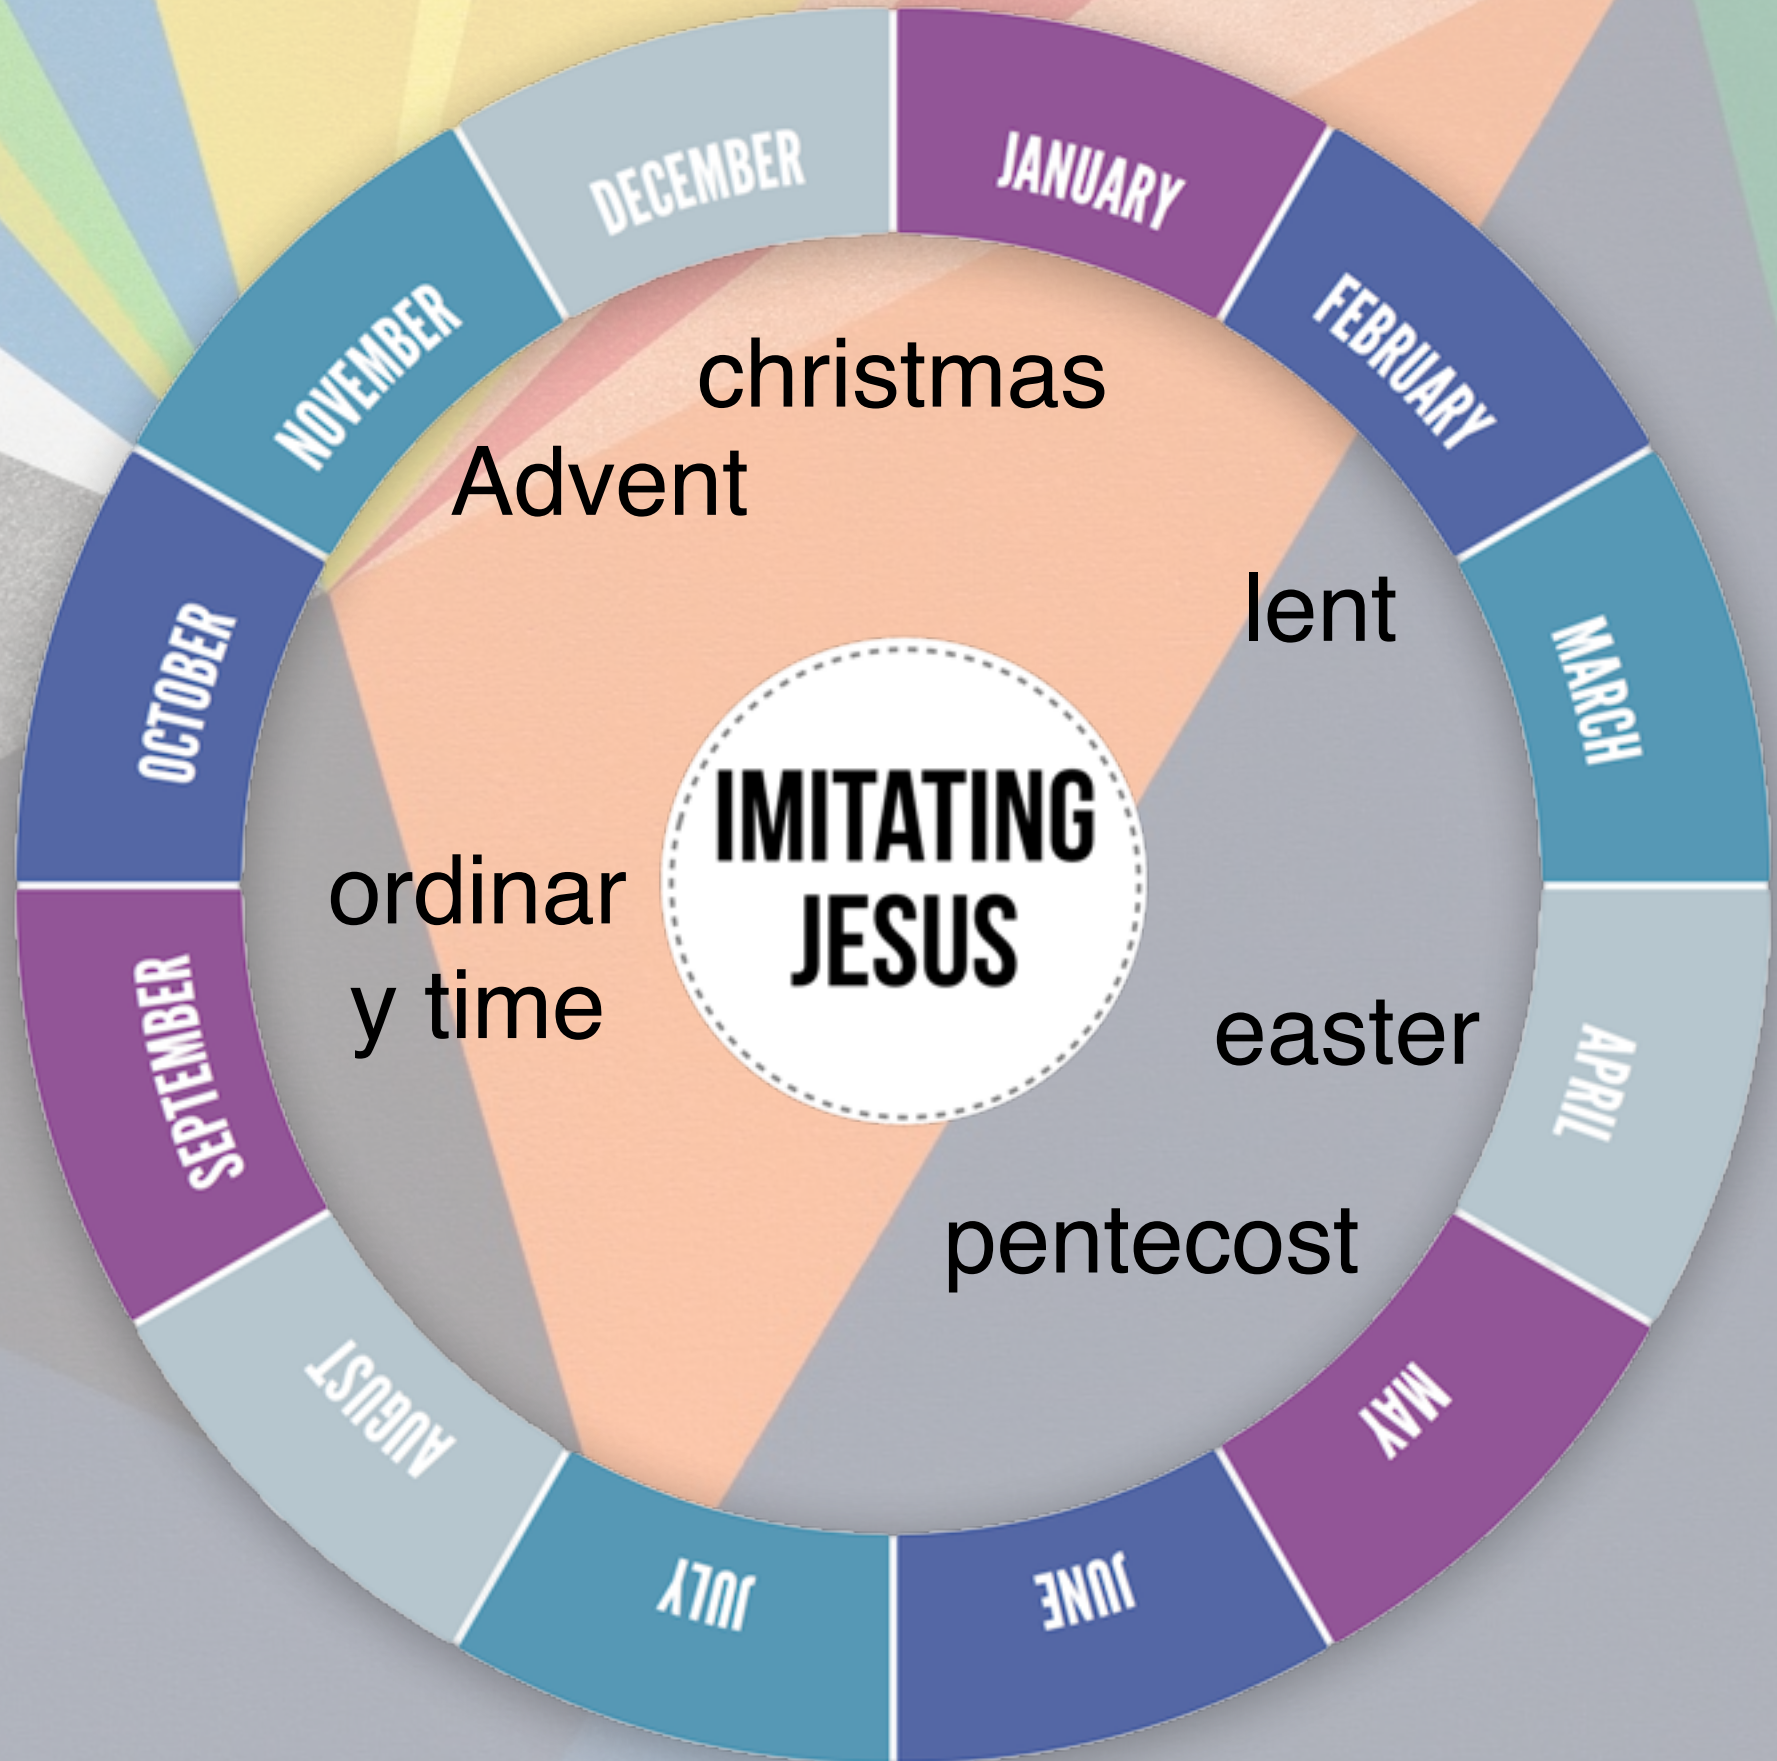 DECEMBER
JANUARY
FEBRUARY
MARCH
APRIL
MAY
JUNE
JULY
AUGUST
SEPTEMBER
OCTOBER
NOVEMBER
christmas
Advent
lent
IMITATING
JESUS
ordinar
y time
easter
pentecost